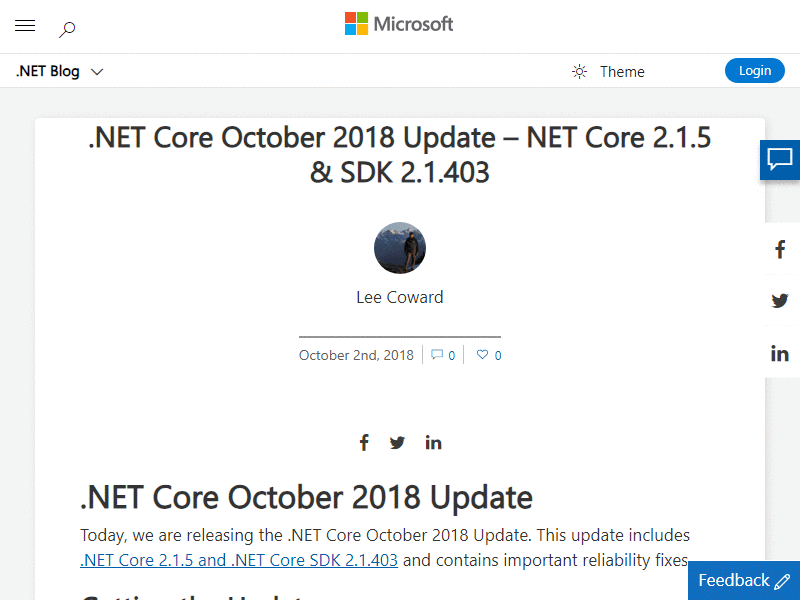 Microsoft
.NET Blog
Theme
Login
.NET Core October 2018 Update – NET Core 2.1.5
& SDK 2.1.403
Lee Coward
October 2nd, 2018
0
0
.NET Core October 2018 Update
Today, we are releasing the .NET Core October 2018 Update. This update includes
.NET Core 2.1.5 and .NET Core SDK 2.1.403 and contains important reliability fixes.
Getting the Update
Feedback